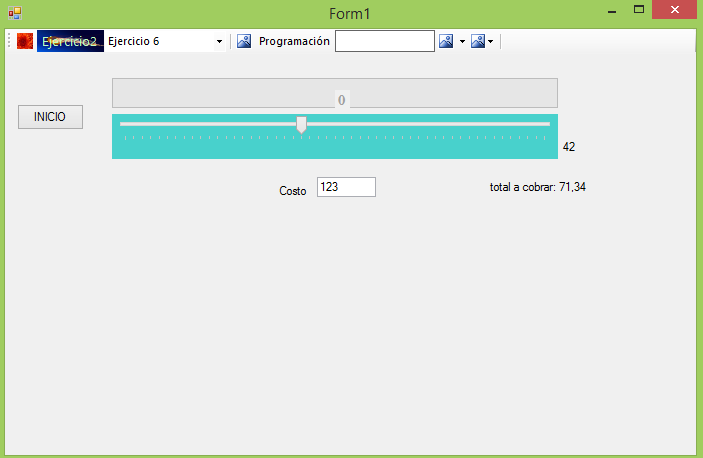 Form1
Ejercicio2 Ejercicio 6 Programación
0
INICIO
42
Costo 123 total a cobrar: 71,34